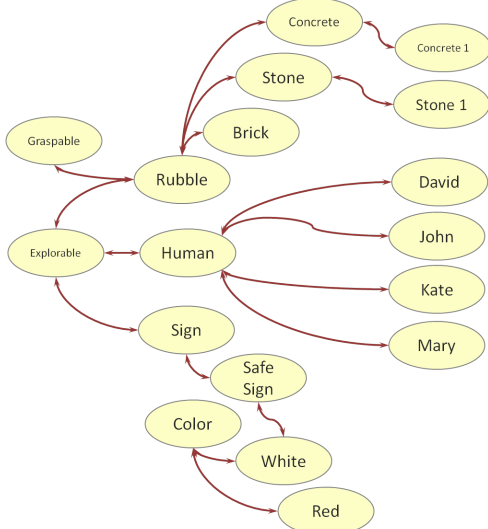 Concrete
Concrete 1
Stone
Stone 1
Brick
Graspable
Rubble
David
John
Explorable
Human
Kate
Sign
Mary
Safe
Sign
Color
White
Red